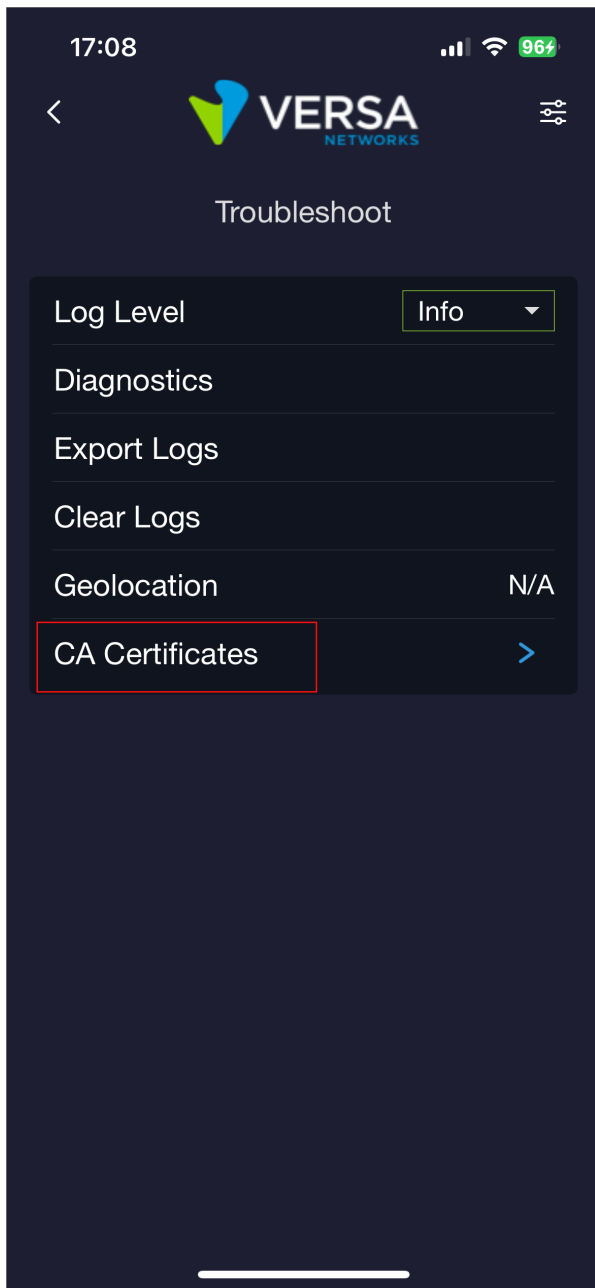 17:08 96
VERSA
NETWORKS
Troubleshoot
Log Level Info
Diagnostics
Export Logs
Clear Logs
Geolocation N/A
CA Certificates